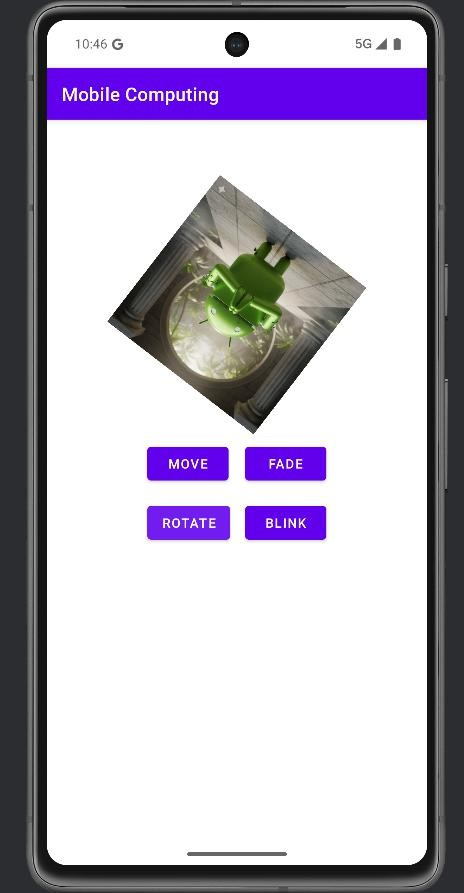 10:46 G 5G
Mobile Computing
MOVE FADE
ROTATE BLINK